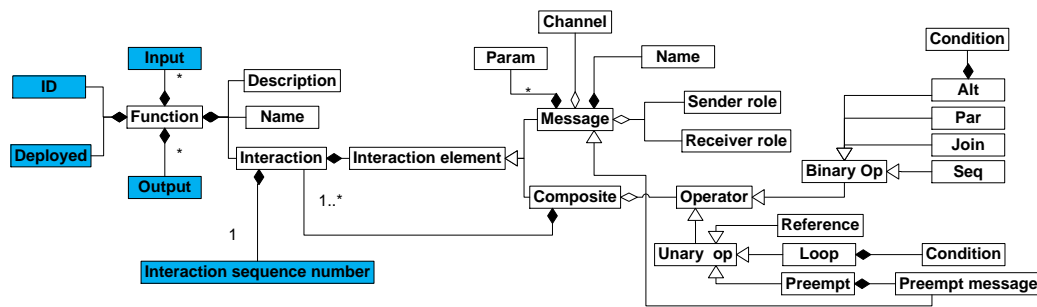 Channel
Condition
Input
Param
Name
*
Description
ID
*
Alt
Sender role
Function
Name
Message
Par
Receiver role
Join
Deployed
*
Interaction
Interaction element
Binary Op
Seq
Output
1..*
Composite
Operator
Reference
1
Unary op
Loop
Condition
Interaction sequence number
Preempt
Preempt message